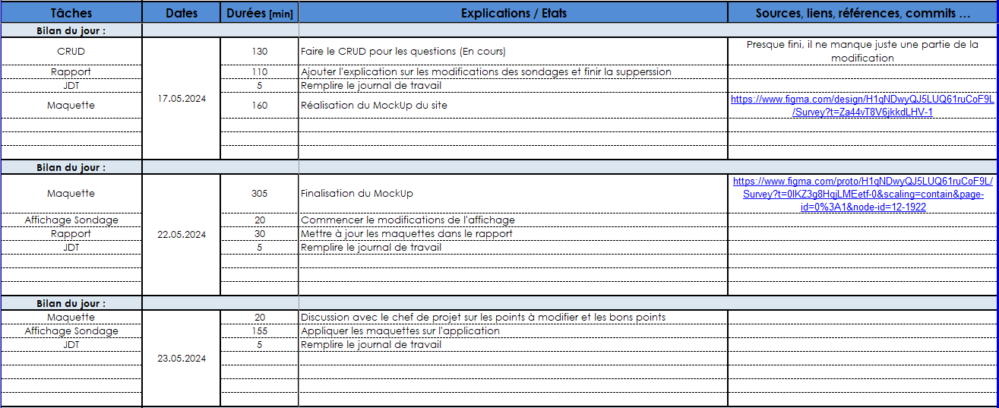 Tâches Dates Durées [min] Explications / Etats Sources, liens, références, commits ...
Bilan du jour :
CRUD 130 Faire le CRUD pour les questions (En cours) Presque fini, il ne manque juste une partie de la
modification
Rapport 110 Ajouter l'explication sur les modifications des sondages et finir la supperssion
JDT 5 Remplire le journal de travail
17.05.2024
Maquette 160 Réalisation du MockUp du site https://www.figma.com/design/H1qNDwyQJ5LUQ61ruCoF9L
/Survey?t=Za44vT8V6jkkdLHV-1
Bilan du jour :
Maquette 305 Finalisation du MockUp https://www.figma.com/proto/H1qNDwyQJ5LUQ61ruCoF9L/
Survey?t=0lKZ3g8HqjLMEetf-0&scaling=contain&page-
id=0%3A1&node-id=12-1922
Affichage Sondage 20 Commencer le modifications de l'affichage
Rapport 22.05.2024 30 Mettre à jour les maquettes dans le rapport
JDT 5 Remplire le journal de travail
Bilan du jour :
Maquette 20 Discussion avec le chef de projet sur les points à modifier et les bons points
Affichage Sondage 155 Appliquer les maquettes sur l'application
JDT 5 Remplire le journal de travail
23.05.2024